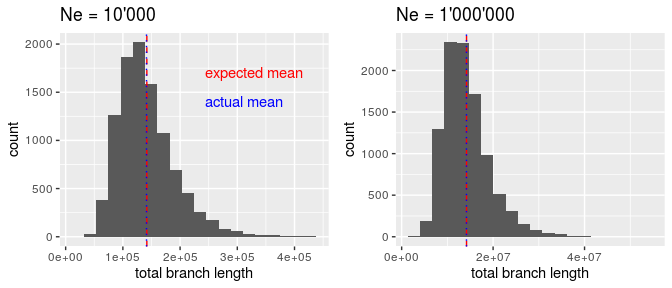 Ne = 10'000
2000
1500
1000
500
0
count
expected mean
actual mean
0e+00 1e+05 2e+05 3e+05 4e+05
total branch length
Ne = 1'000'000
2000
1500
1000
500
0
count
0e+00 2e+07 4e+07
total branch length